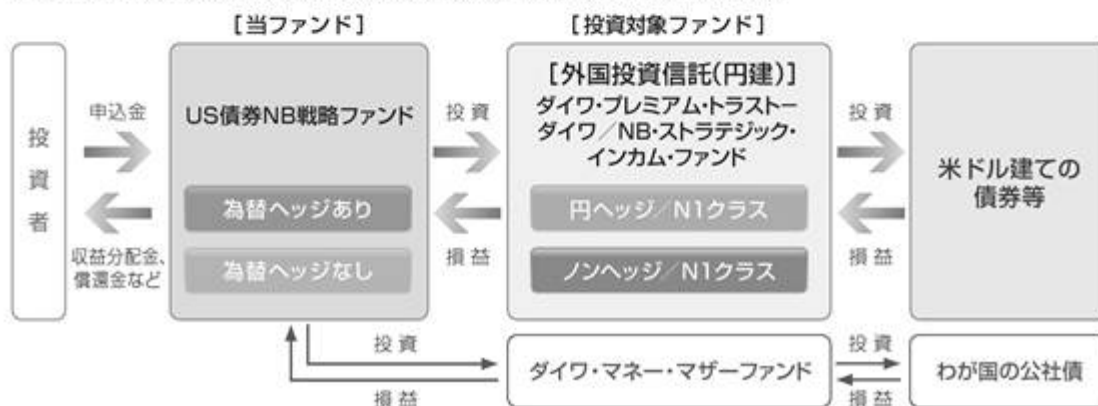 [当ファンド]
[投資対象ファンド]
投資者
申込金
収益分配金、
償還金など
US債券NB戦略ファンド
為替ヘッジあり
為替ヘッジなし
投資
損益
[外国投資信託(円建)]
ダイワ・プレミアム・トラストー
ダイワ/NB・ストラテジック・
インカム・ファンド
円ヘッジ/N1クラス
ノンヘッジ/N1クラス
投資
損益
米ドル建ての
債券等
投資
損益
ダイワ・マネー・マザーファンド
投資
損益
わが国の公社債